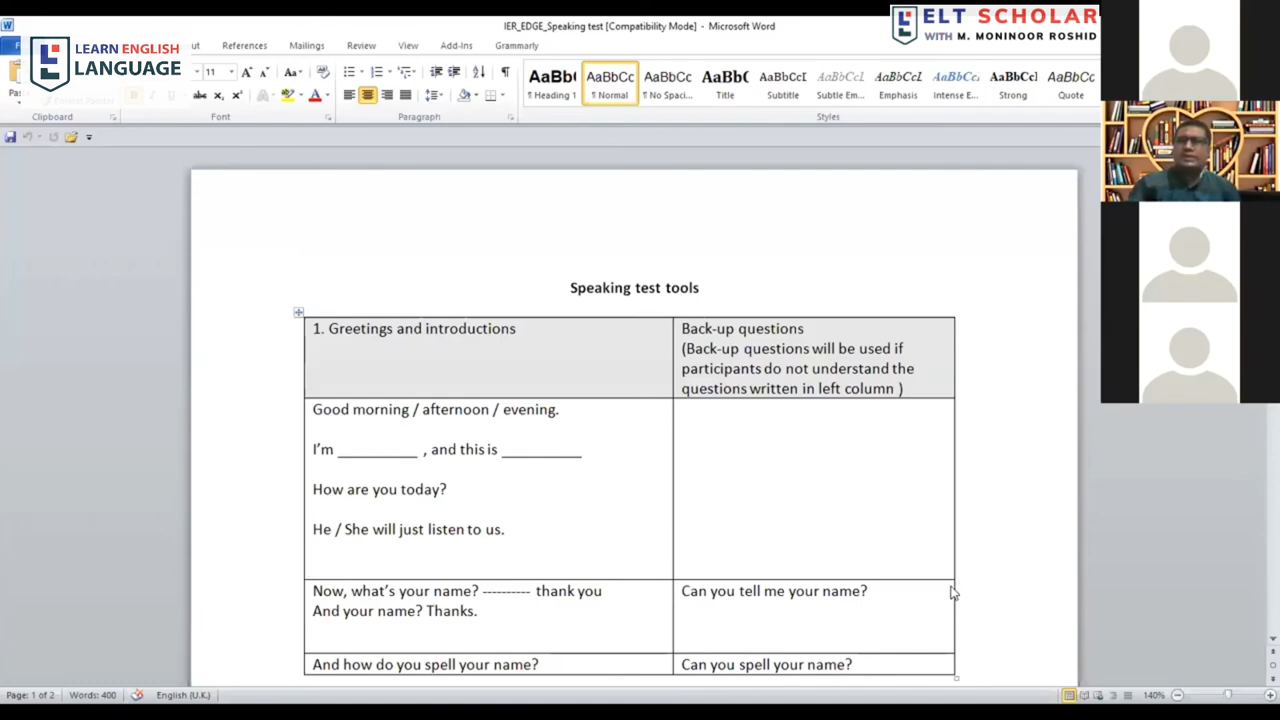 IER_EDGE_Speaking test [Compatibility Mode] - Microsoft Word
ELT SCHOLAR
WITH M. MONINOOR ROSHID
LEARN ENGLISH
LANGUAGE
References Mailings Review View Add-Ins Grammarly
11
AaBb( AaBbCc AaBbCc AaBb( AaBbCcI AaBbCc AaBbCc AaBbCc AaBbCcl AaBbCc
¶ Heading 1 ¶ Normal ¶ No Spaci... Title Subtitle Subtle Em... Emphasis Intense E... Strong Quote
Clipboard Font Paragraph Styles
Speaking test tools
1. Greetings and introductions
Back-up questions
(Back-up questions will be used if
participants do not understand the
questions written in left column )
Good morning / afternoon / evening.
I’m __________ , and this is __________
How are you today?
He / She will just listen to us.
Now, what’s your name? ---------- thank you
And your name? Thanks.
Can you tell me your name?
And how do you spell your name?
Can you spell your name?
Page: 1 of 2 Words: 400 English (U.K.) 140%